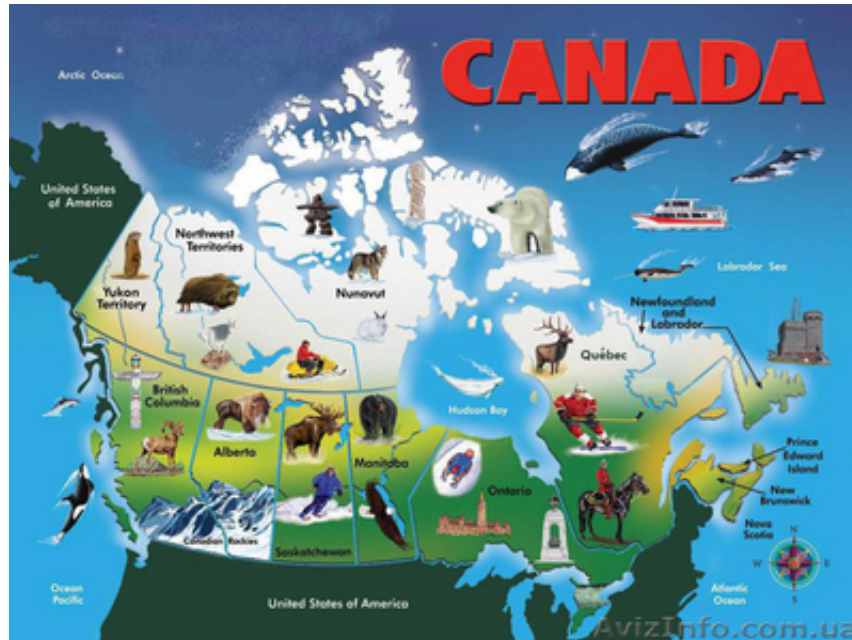 CANADA
Arctic Ocean
United States
of America
Northwest
Territories
Yukon
Territory
Nunavut
Labrador Sea
Newfoundland
and
Labrador
Québec
British
Columbia
Hudson Bay
Alberta
Manitoba
Ontario
Prince
Edward
Island
New
Brunswick
Nova
Scotia
Canadian Rockies
Saskatchewan
N
W
E
S
Ocean
Pacific
United States of America
Atlantic
Ocean
AvizInfo.com.ua